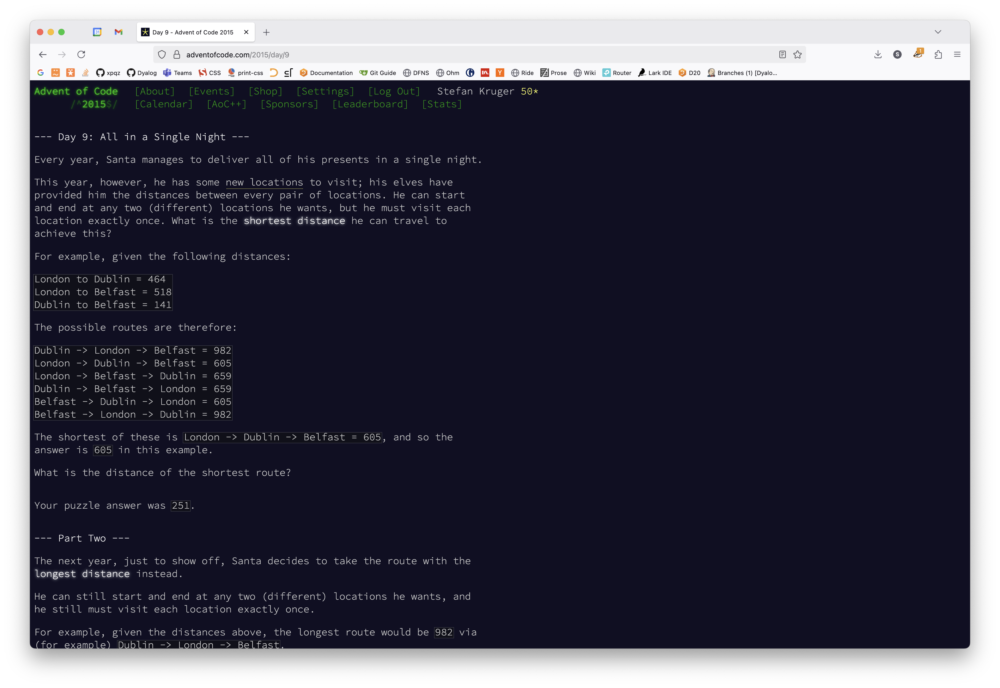 31
Day 9 - Advent of Code 2015
adventofcode.com/2015/day/9
S
1
G
xpqz
Dyalog
Teams
CSS
print-css
Documentation
Git Guide
DFNS
Ohm
DX.
Y
Ride
Prose
Wiki
Router
Lark IDE
D20
Branches (1) [Dyalo...
Advent of Code [About] [Events] [Shop] [Settings] [Log Out] Stefan Kruger 50*
/^2015$/ [Calendar] [AoC++] [Sponsors] [Leaderboard] [Stats]
--- Day 9: All in a Single Night ---
Every year, Santa manages to deliver all of his presents in a single night.
This year, however, he has some new locations to visit; his elves have
provided him the distances between every pair of locations. He can start
and end at any two (different) locations he wants, but he must visit each
location exactly once. What is the shortest distance he can travel to
achieve this?
For example, given the following distances:
London to Dublin = 464
London to Belfast = 518
Dublin to Belfast = 141
The possible routes are therefore:
Dublin -> London -> Belfast = 982
London -> Dublin -> Belfast = 605
London -> Belfast -> Dublin = 659
Dublin -> Belfast -> London = 659
Belfast -> Dublin -> London = 605
Belfast -> London -> Dublin = 982
The shortest of these is London -> Dublin -> Belfast = 605, and so the
answer is 605 in this example.
What is the distance of the shortest route?
Your puzzle answer was 251.
--- Part Two ---
The next year, just to show off, Santa decides to take the route with the
longest distance instead.
He can still start and end at any two (different) locations he wants, and
he still must visit each location exactly once.
For example, given the distances above, the longest route would be 982 via
(for example) Dublin -> London -> Belfast.